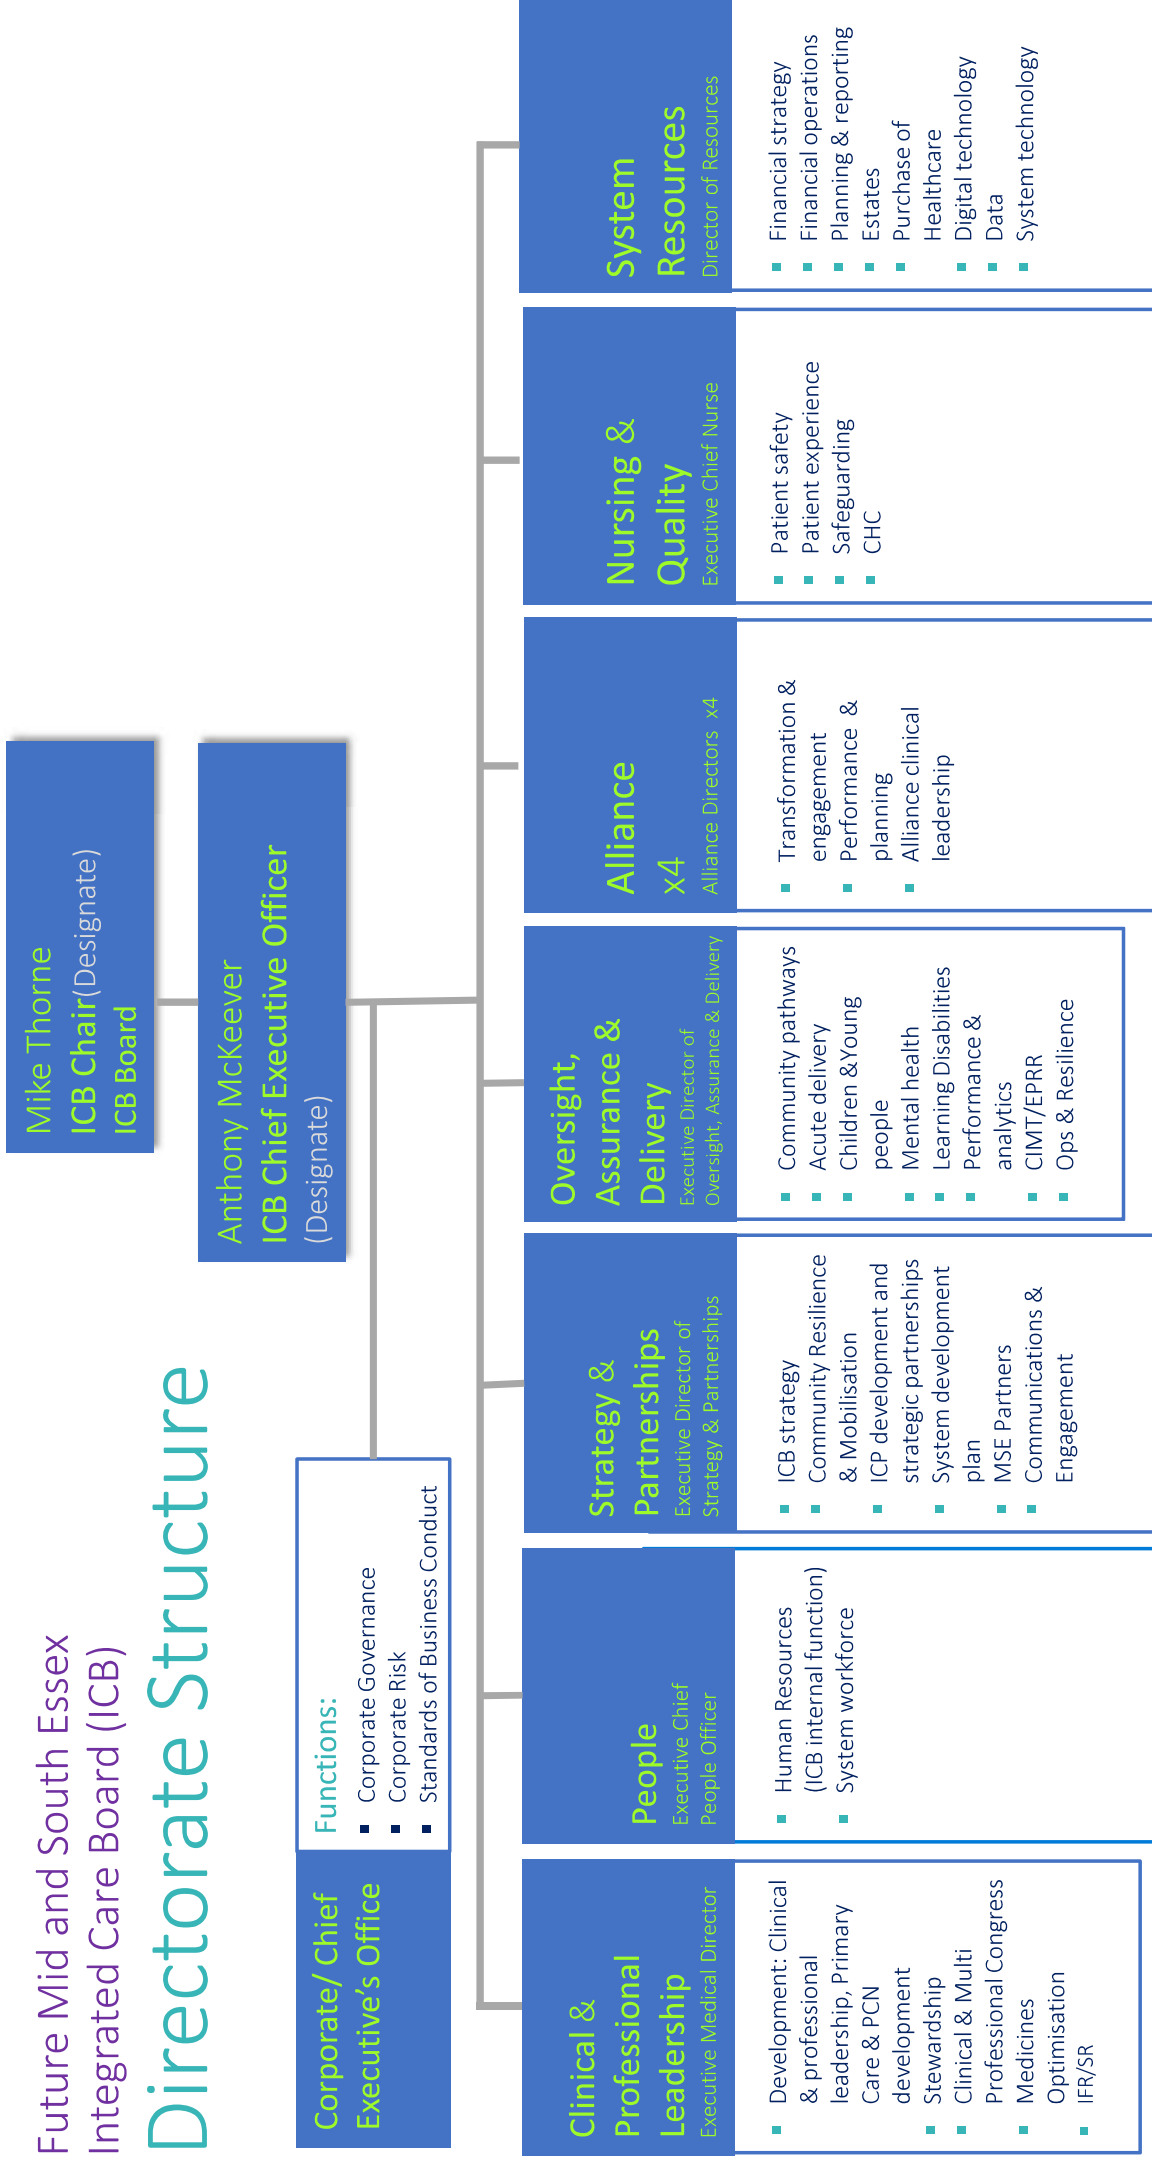 Future Mid and South Essex
Integrated Care Board (ICB)
Directorate Structure
Mike Thorne
ICB Chair(Designate)
ICB Board
Anthony McKeever
ICB Chief Executive Officer
(Designate)
Corporate/ Chief
Executive's Office
Functions:
Corporate Governance
Corporate Risk
Standards of Business Conduct
Clinical &
Professional
Leadership
Executive Medical Director
Development: Clinical
& professional
leadership, Primary
Care & PCN
development
Stewardship
Clinical & Multi
Professional Congress
Medicines
Optimisation
IFR/SR
People
Executive Chief
People Officer
Human Resources
(ICB internal function)
System workforce
Strategy &
Partnerships
Executive Director of
Strategy & Partnerships
ICB strategy
Community Resilience
& Mobilisation
ICP development and
strategic partnerships
System development
plan
MSE Partners
Communications &
Engagement
Oversight,
Assurance &
Delivery
Executive Director of
Oversight, Assurance & Delivery
Community pathways
Acute delivery
Children &Young
people
Mental health
Learning Disabilities
Performance &
analytics
CIMT/EPRR
Ops & Resilience
Alliance
x4
Alliance Directors x4
Transformation &
engagement
Performance &
planning
Alliance clinical
leadership
Nursing &
Quality
Executive Chief Nurse
Patient safety
Patient experience
Safeguarding
CHC
System
Resources
Director of Resources
Financial strategy
Financial operations
Planning & reporting
Estates
Purchase of
Healthcare
Digital technology
Data
System technology